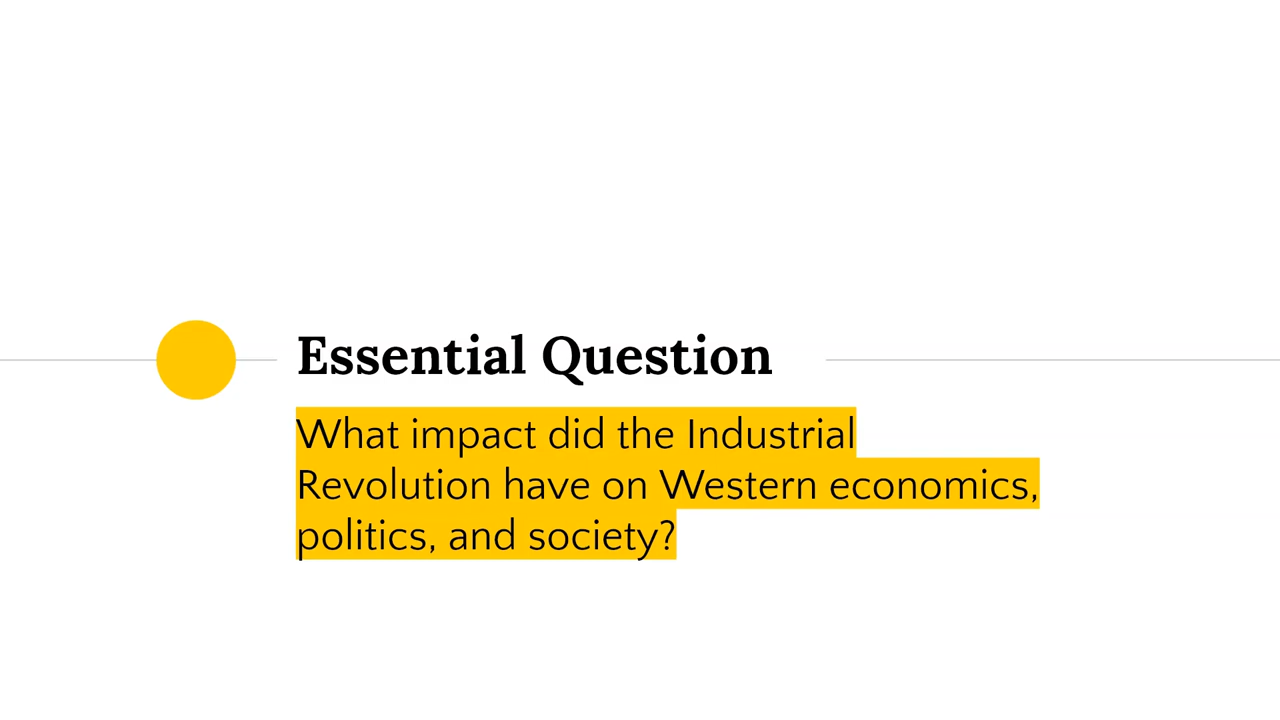 Essential Question
What impact did the Industrial
Revolution have on Western economics,
politics, and society?